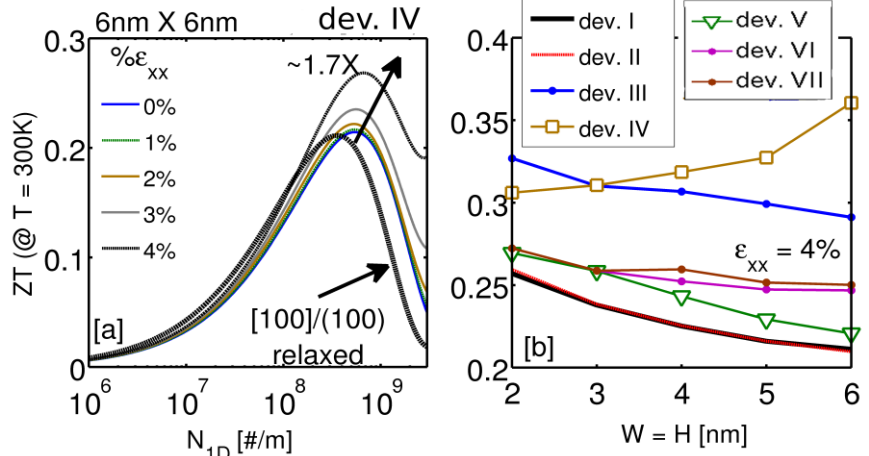 6nm X 6nm
dev. IV
ZT (@ T = 300K)
0.3
0.2
0.1
0
%ε_xx
0%
1%
2%
3%
4%
~1.7X
[100]/(100)
relaxed
[a]
10^6
10^7
10^8
10^9
N_1D [#/m]
0.4
0.35
0.3
0.25
0.2
dev. I
dev. II
dev. III
dev. IV
dev. V
dev. VI
dev. VII
ε_xx = 4%
[b]
2
3
4
5
6
W = H [nm]